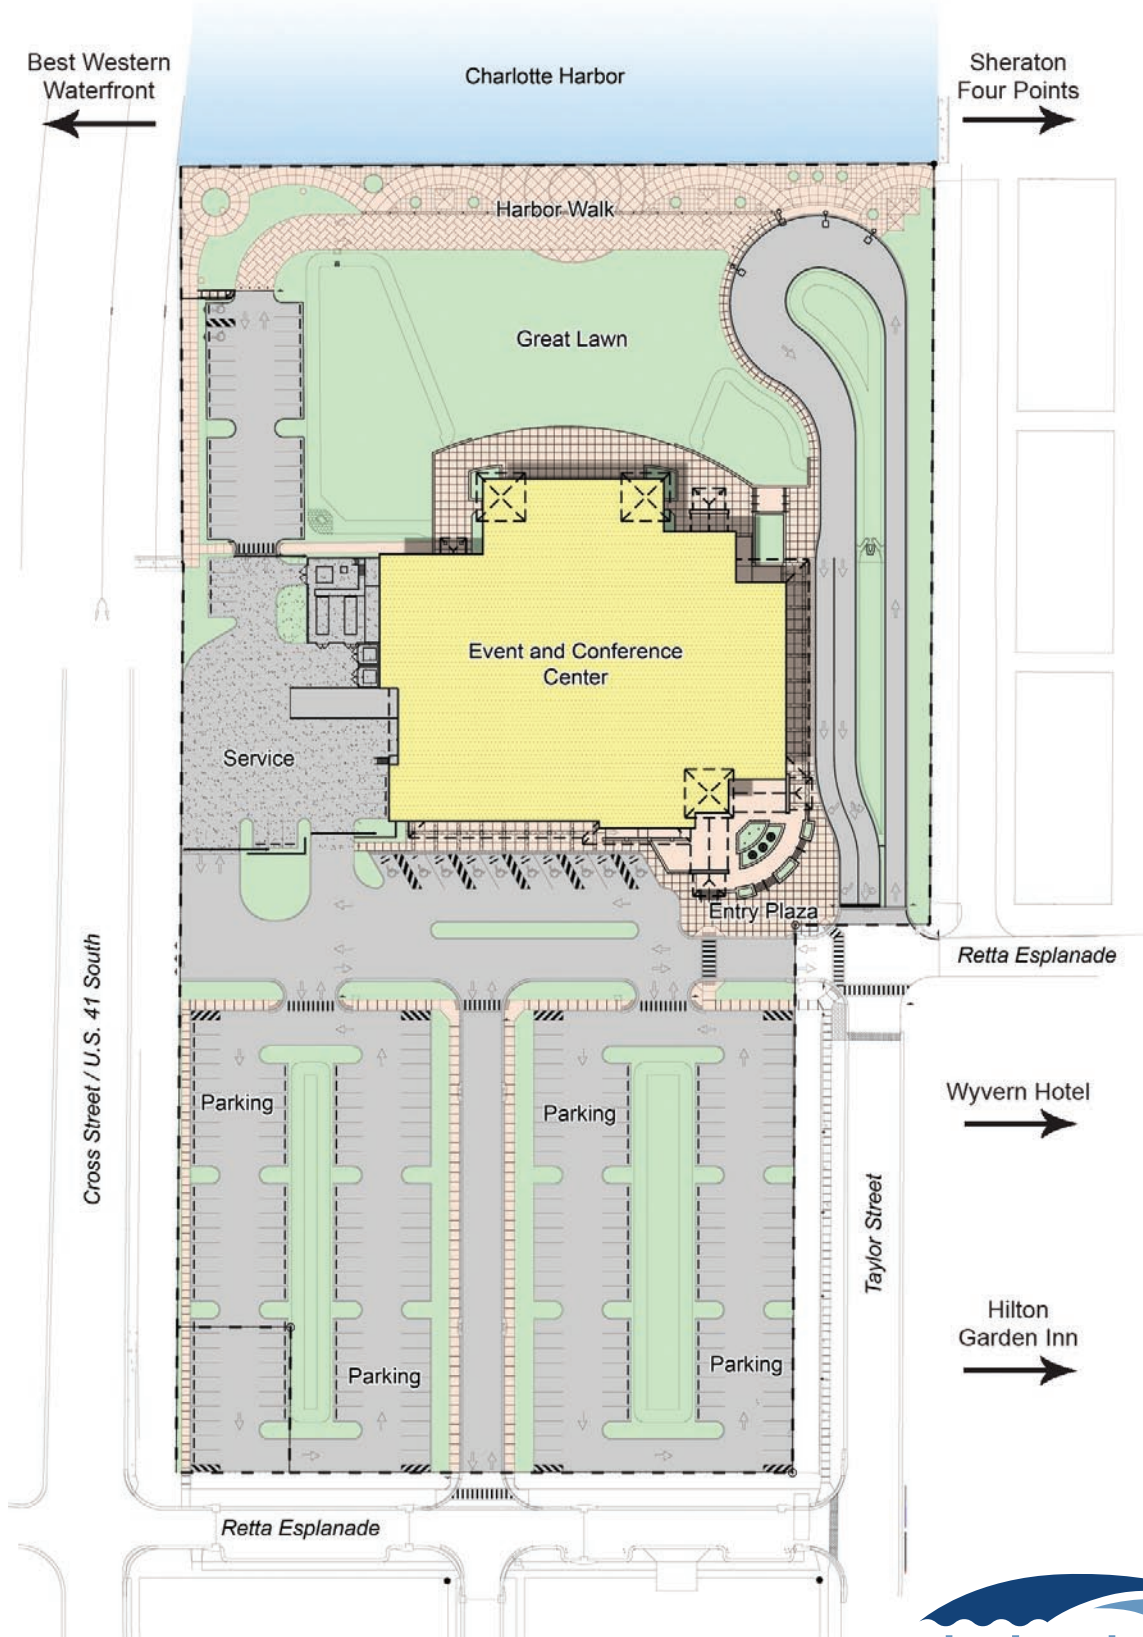 Best Western
Waterfront
Charlotte Harbor
Sheraton
Four Points
Harbor Walk
Great Lawn
Event and Conference
Center
Service
Entry Plaza
Retta Esplanade
Cross Street / U.S. 41 South
Parking
Parking
Wyvern Hotel
Taylor Street
Hilton
Garden Inn
Parking
Parking
Retta Esplanade